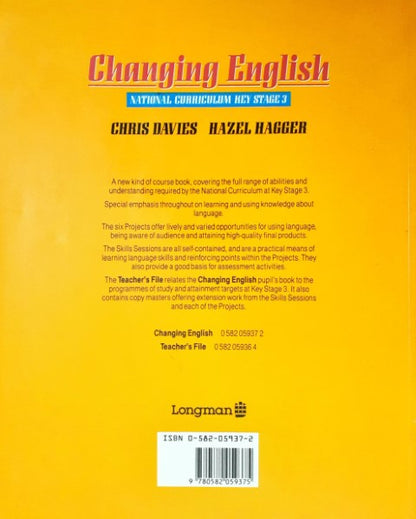 Changing English
NATIONAL CURRICULUM KEY STAGE 3
CHRIS DAVIES HAZEL HAGGER
A new kind of course book, covering the full range of abilities and
understanding required by the National Curriculum at Key Stage 3.
Special emphasis throughout on learning and using knowledge about
language.
The six Projects offer lively and varied opportunities for using language,
being aware of audience and attaining high-quality final products.
The Skills Sessions are all self-contained, and are a practical means of
learning language skills and reinforcing points within the Projects. They
also provide a good basis for assessment activities.
The Teacher's File relates the Changing English pupil's book to the
programmes of study and attainment targets at Key Stage 3. It also
contains copy masters offering extension work from the Skills Sessions
and each of the Projects.
Changing English 0 582 05937 2
Teacher's File 0 582 05936 4
Longman
ISBN 0-582-05937-2
9 780582 059375